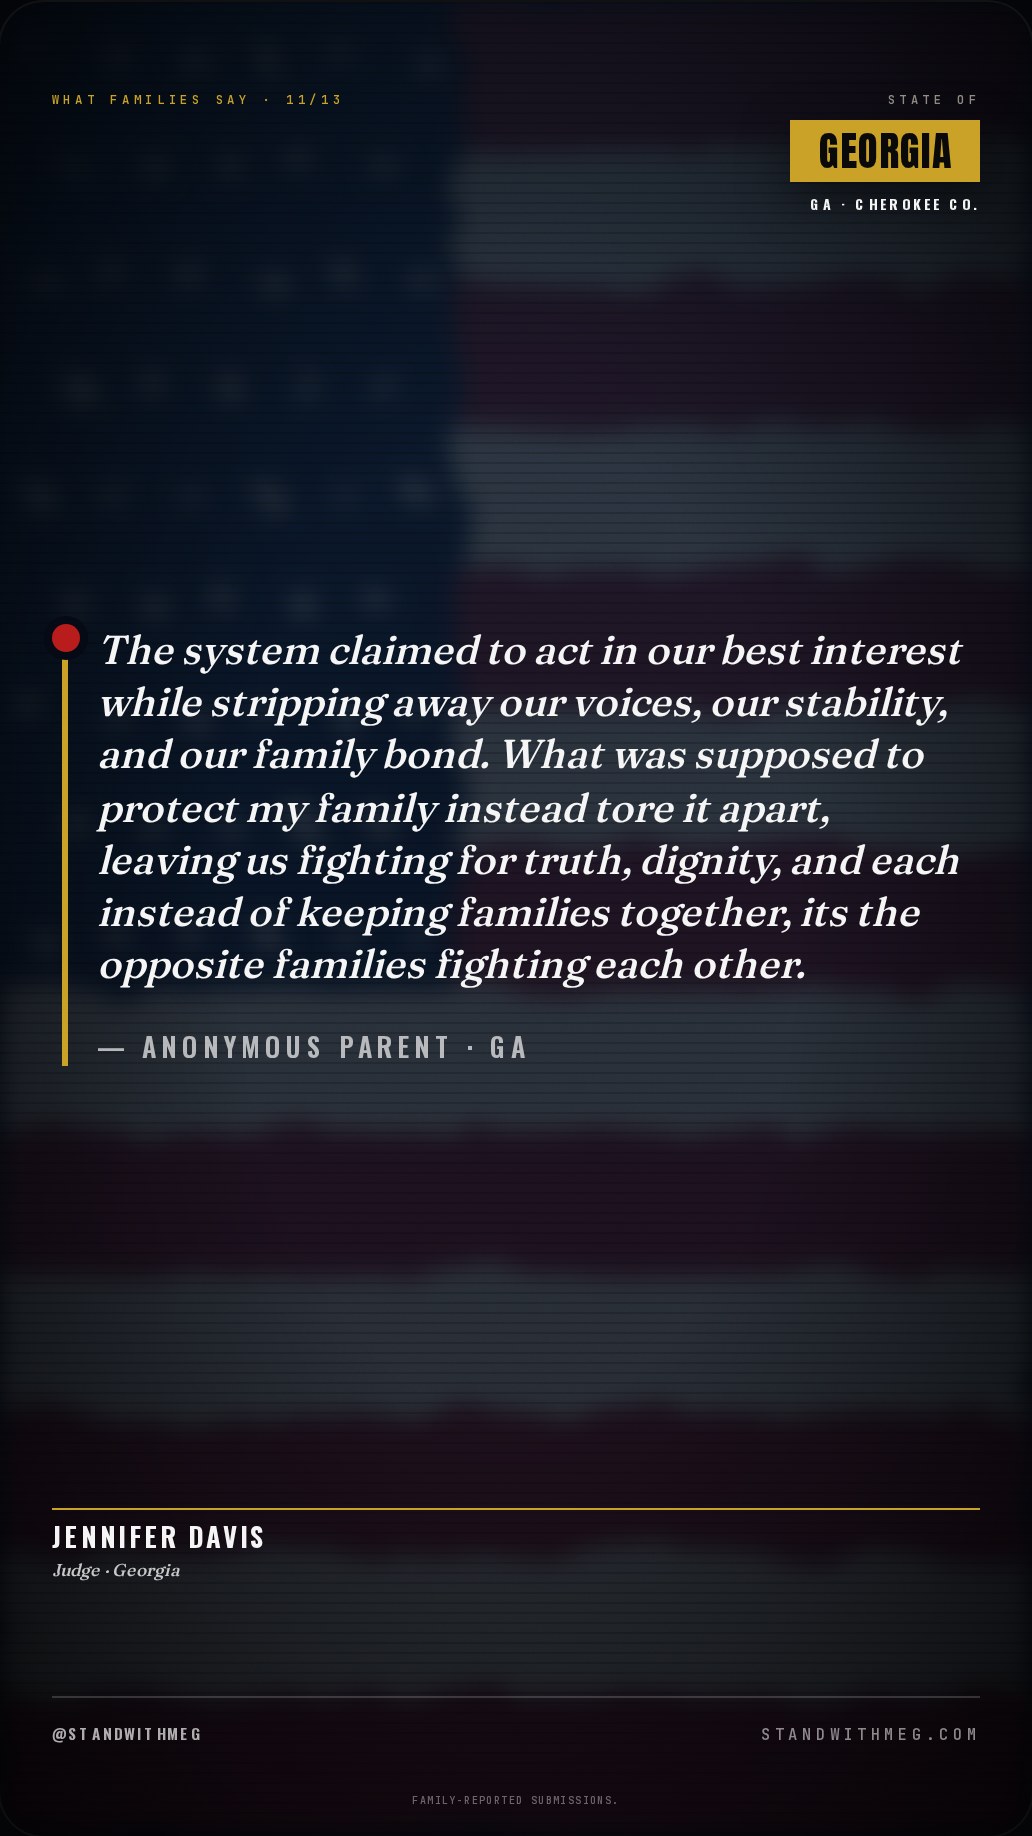 WHAT FAMILIES SAY · 11/13
STATE OF
GEORGIA
GA · CHEROKEE CO.
The system claimed to act in our best interest
while stripping away our voices, our stability,
and our family bond. What was supposed to
protect my family instead tore it apart,
leaving us fighting for truth, dignity, and each
instead of keeping families together, its the
opposite families fighting each other.
— ANONYMOUS PARENT · GA
JENNIFER DAVIS
Judge · Georgia
@STANDWITHMEG
STANDWITHMEG.COM
FAMILY-REPORTED SUBMISSIONS.